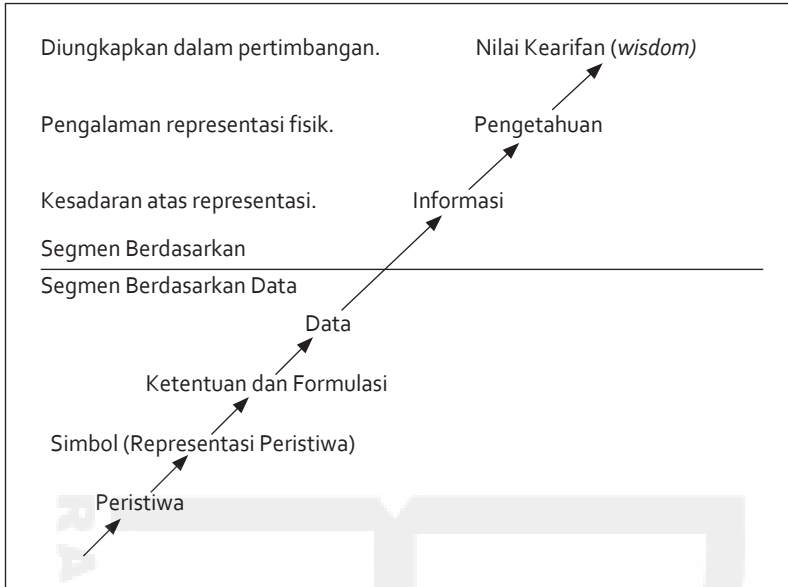 Diungkapkan dalam pertimbangan. Nilai Kearifan (wisdom)
Pengalaman representasi fisik. Pengetahuan
Kesadaran atas representasi. Informasi
Segmen Berdasarkan
Segmen Berdasarkan Data
Data
Ketentuan dan Formulasi
Simbol (Representasi Peristiwa)
Peristiwa
RA